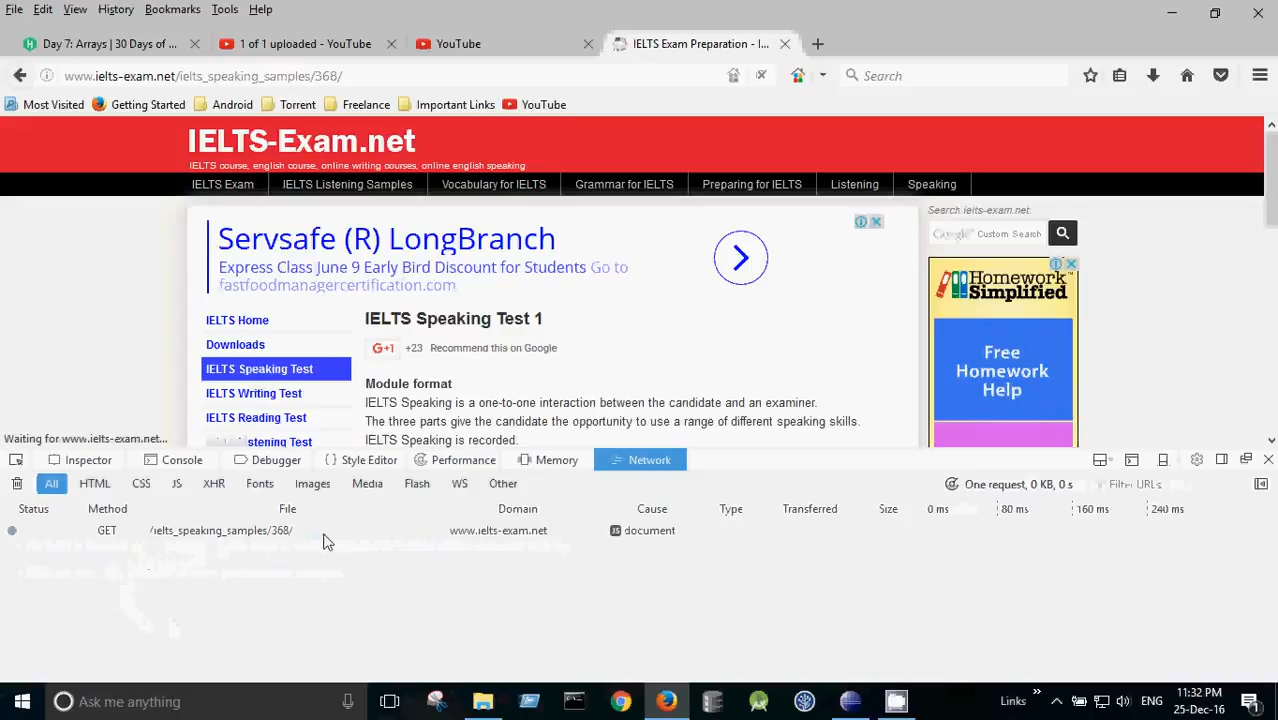 File Edit View History Bookmarks Tools Help
Day 7: Arrays | 30 Days of ... 1 of 1 uploaded - YouTube YouTube IELTS Exam Preparation - I...
www.ielts-exam.net/ielts_speaking_samples/368/ Search
Most Visited Getting Started Android Torrent Freelance Important Links YouTube
IELTS-Exam.net
IELTS course, english course, online writing courses, online english speaking
IELTS Exam IELTS Listening Samples Vocabulary for IELTS Grammar for IELTS Preparing for IELTS Listening Speaking
Search ielts-exam.net:
Google Custom Search
Servsafe (R) LongBranch
Express Class June 9 Early Bird Discount for Students Go to
fastfoodmanagercertification.com
Homework
Simplified
Free
Homework
Help
IELTS Home
Downloads
IELTS Speaking Test
IELTS Writing Test
IELTS Reading Test
stening Test
IELTS Speaking Test 1
G+1 +23 Recommend this on Google
Module format
IELTS Speaking is a one-to-one interaction between the candidate and an examiner.
The three parts give the candidate the opportunity to use a range of different speaking skills.
IELTS Speaking is recorded.
Waiting for www.ielts-exam.net...
Inspector Console Debugger Style Editor Performance Memory Network
All HTML CSS JS XHR Fonts Images Media Flash WS Other One request, 0 KB, 0 s Filter URLs
Status Method File Domain Cause Type Transferred Size 0 ms 80 ms 160 ms 240 ms
GET /ielts_speaking_samples/368/ www.ielts-exam.net JS document
Ask me anything Links ENG 11:32 PM
25-Dec-16 1